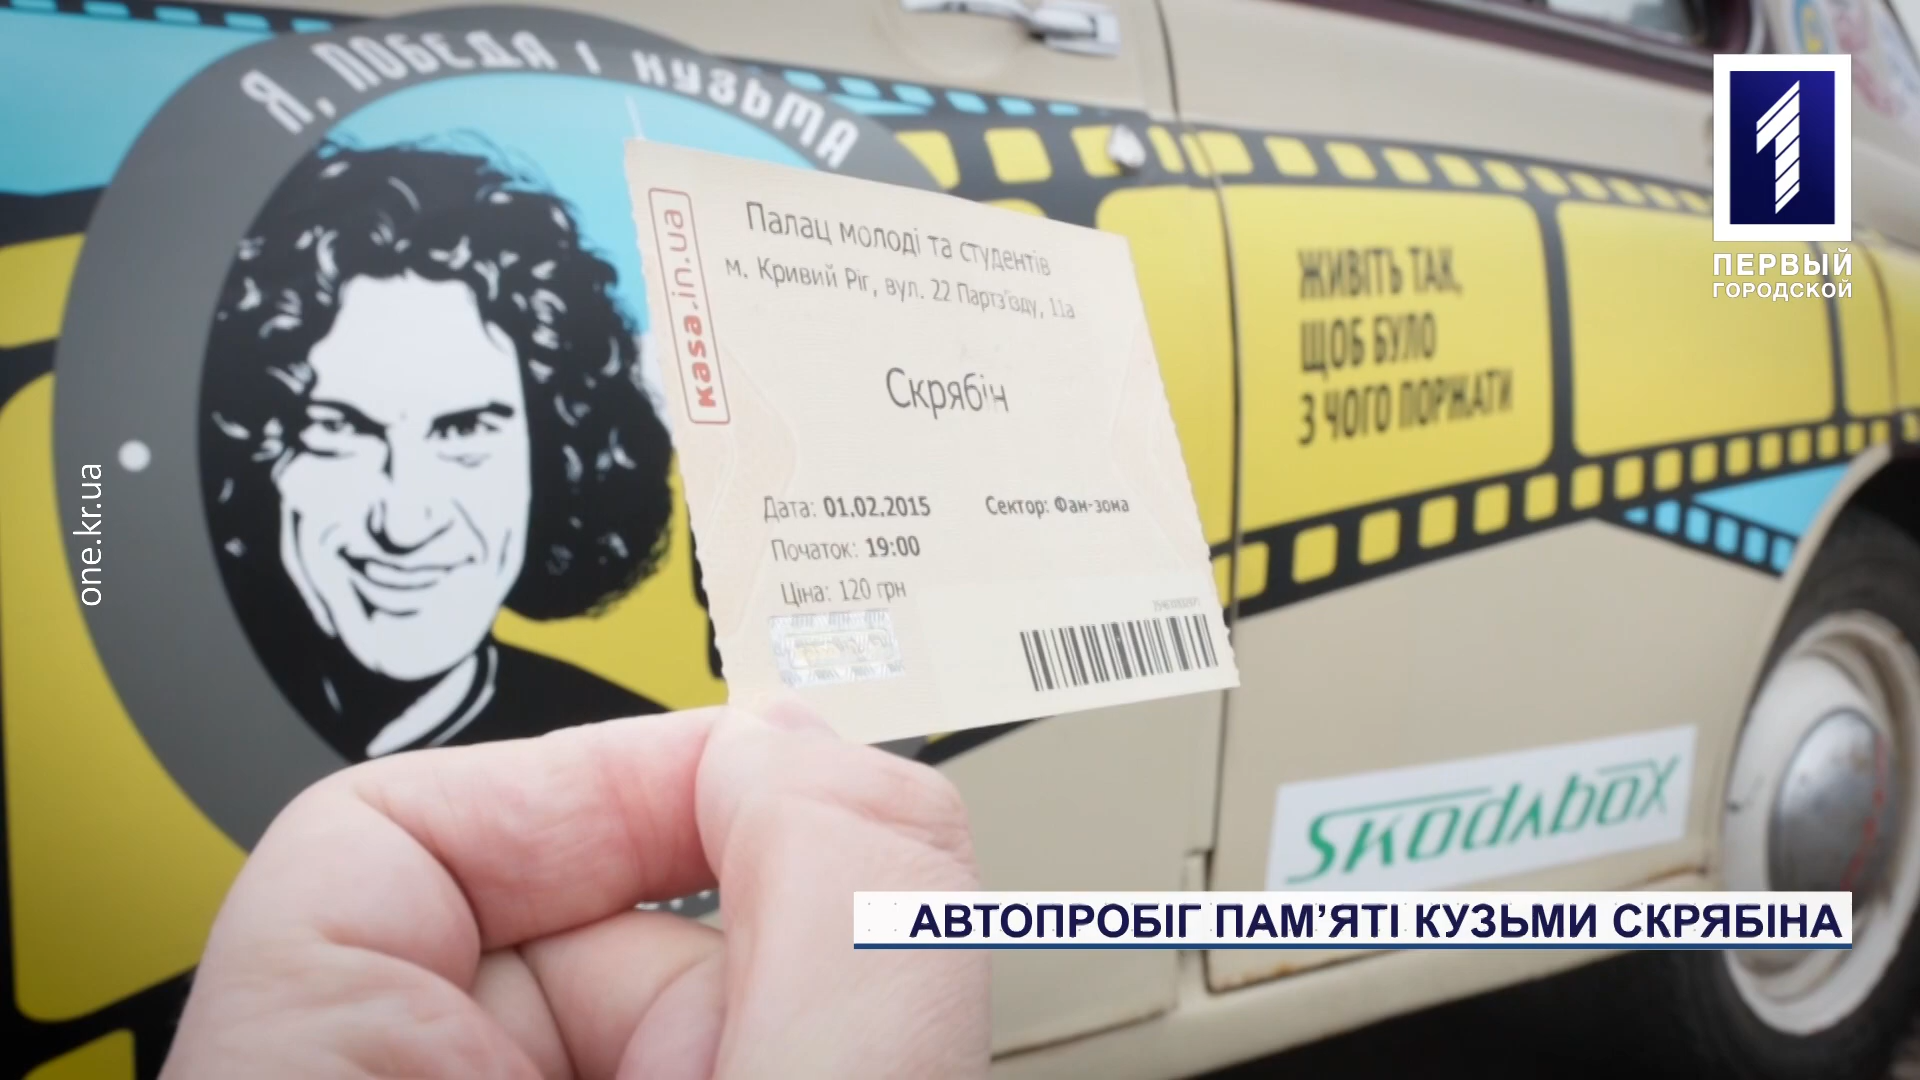 Я, ПОБЕДА І КУЗЬМА
kasa.in.ua
Палац молоді та студентів
м. Кривий Ріг, вул. 22 Партз'їзду, 11а
Скрябін
Дата: 01.02.2015
Сектор: Фан-зона
Початок: 19:00
Ціна: 120 грн
ЖИВІТЬ ТАК,
ЩОБ БУЛО
З ЧОГО ПОРЖАТИ
SKODABOX
1
ПЕРВЫЙ
ГОРОДСКОЙ
one.kr.ua
АВТОПРОБІГ ПАМ’ЯТІ КУЗЬМИ СКРЯБІНА